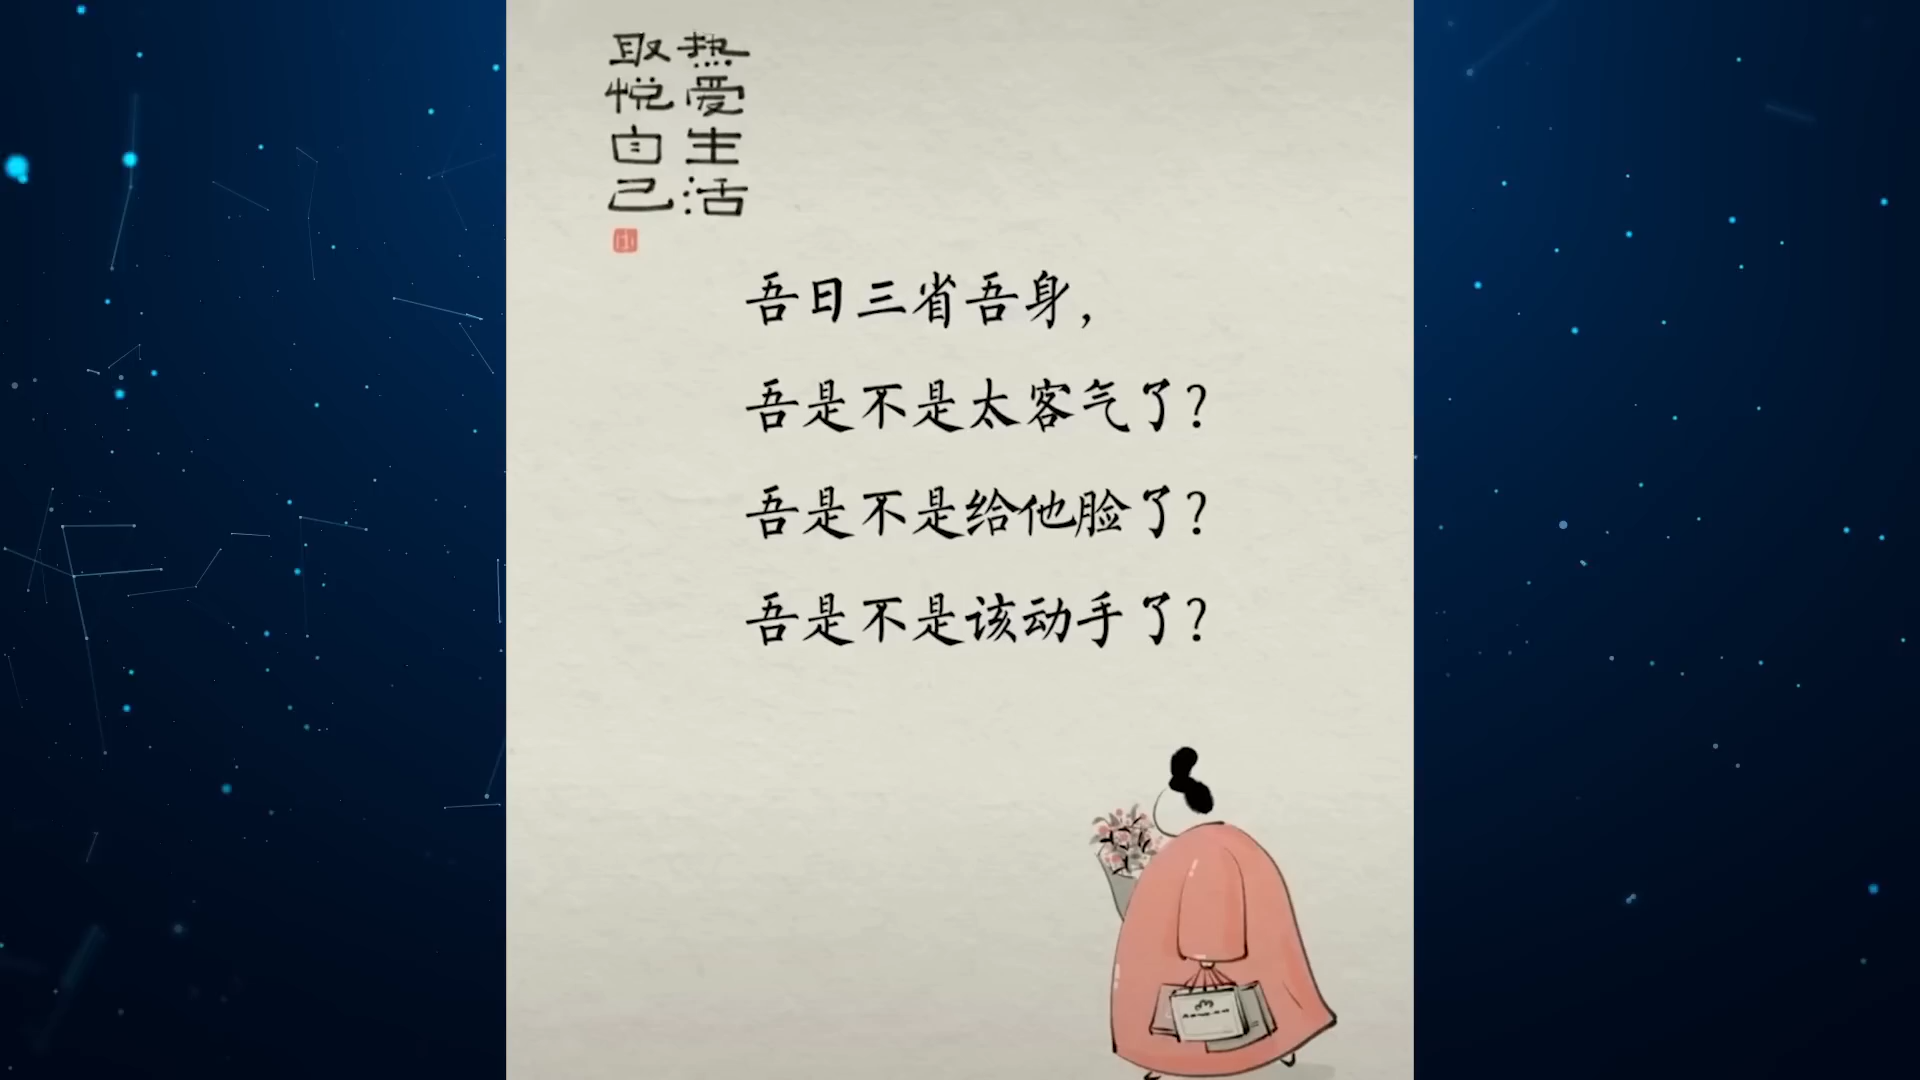 热爱生活
取悦自己
吾日三省吾身，
吾是不是太客气了？
吾是不是给他脸了？
吾是不是该动手了？